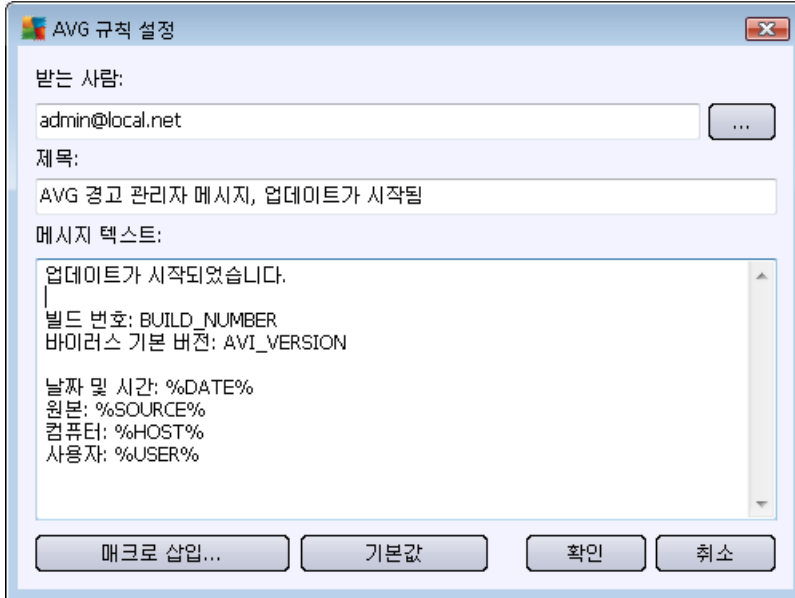 AVG 규칙 설정
받는 사람:
admin@local.net
...
제목:
AVG 경고 관리자 메시지, 업데이트가 시작됨
메시지 텍스트:
업데이트가 시작되었습니다.
빌드 번호: BUILD_NUMBER
바이러스 기본 버전: AVI_VERSION
날짜 및 시간: %DATE%
원본: %SOURCE%
컴퓨터: %HOST%
사용자: %USER%
매크로 삽입... 기본값 확인 취소